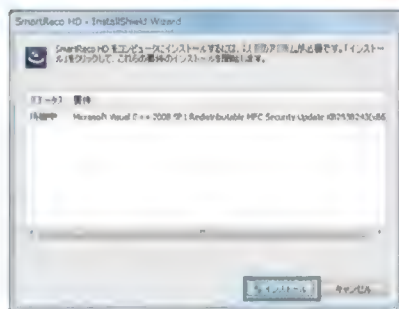 SmartReco HD - InstallShield Wizard
SmartReco HD をコンピュータにインストールするには、以下のアイテムが必要です。「インストー
ル」をクリックして、これらの要件のインストールを開始します。
ステータス 要件
待機中 Microsoft Visual C++ 2008 SP1 Redistributable MFC Security Update KB2538243(x86
インストール キャンセル